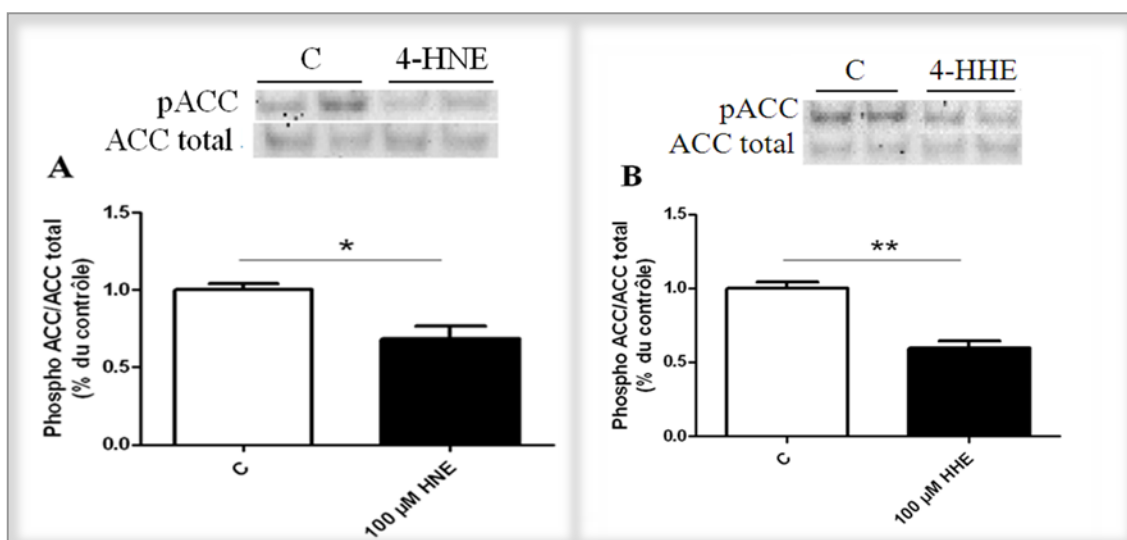 C 4-HNE
pACC
ACC total
A
Phospho ACC/ACC total
(% du contrôle)
1.5
1.0
0.5
0.0
*
C
100 µM HNE
C 4-HHE
pACC
ACC total
B
Phospho ACC/ACC total
(% du contrôle)
1.5
1.0
0.5
0.0
**
C
100 µM HHE